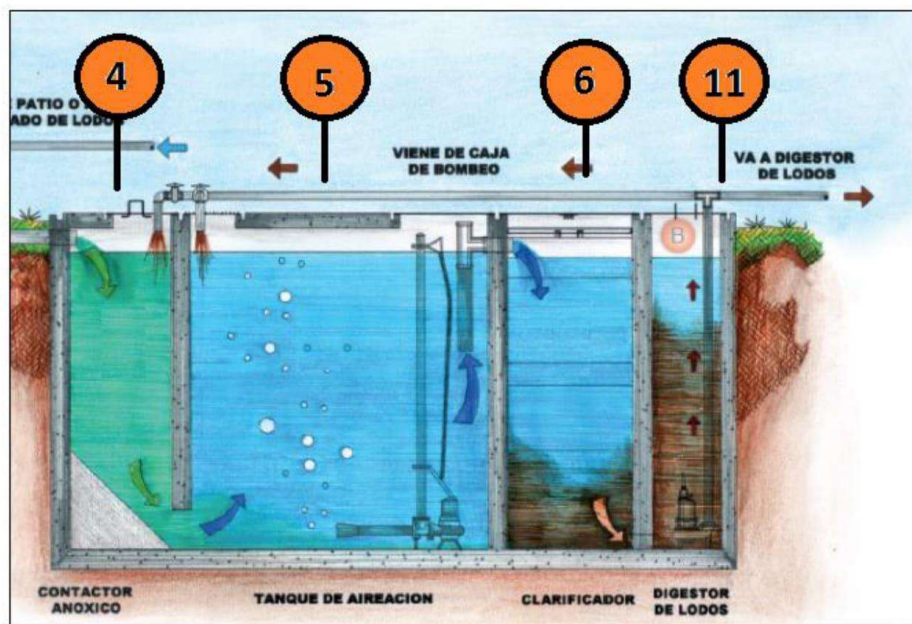 4
5
6
11
PATIO O
ADO DE LODOS
VIENE DE CAJA
DE BOMBEO
VA A DIGESTOR
DE LODOS
B
CONTACTOR
ANOXICO
TANQUE DE AIREACION
CLARIFICADOR
DIGESTOR
DE LODOS